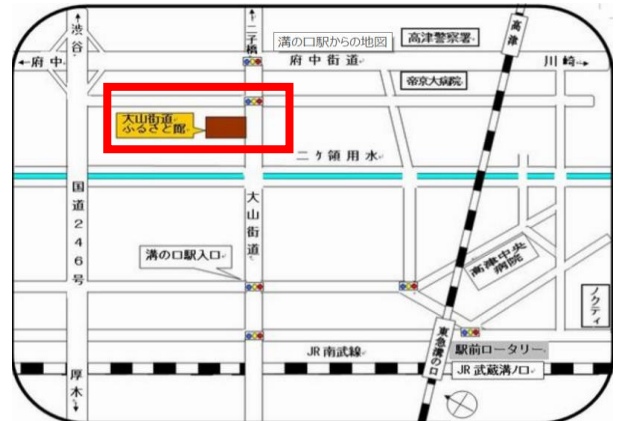 ↑渋谷
↑二子橋
溝の口駅からの地図
高津警察署
高津
←府中
府中街道
川崎→
帝京大病院
大山街道
ふるさと館
二ケ領用水
国道246号
大山街道
溝の口駅入口
高津中央
病院
ノクティ
東急溝の口
駅前ロータリー
JR南武線
JR武蔵溝ノ口
厚木↓